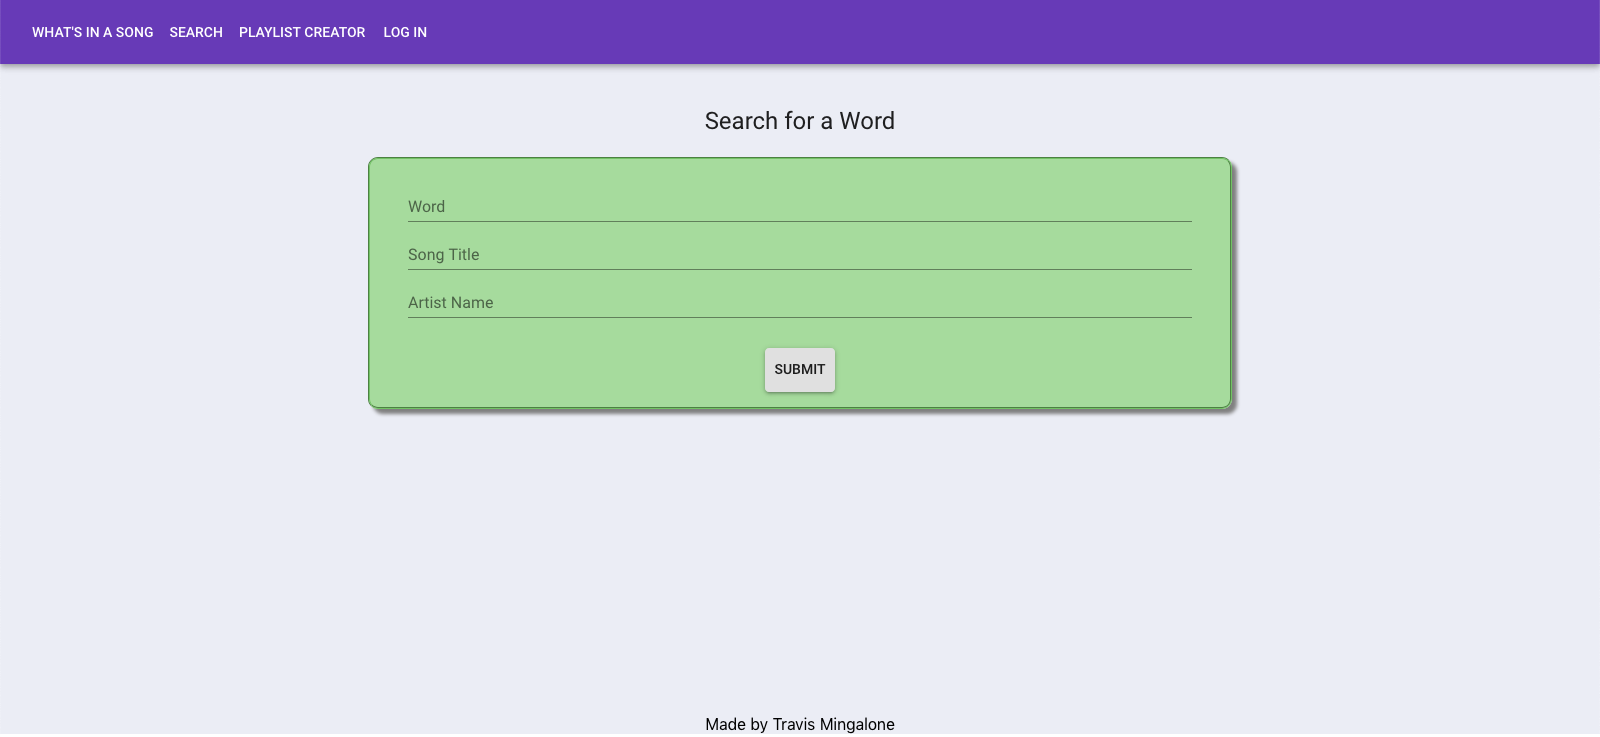 WHAT'S IN A SONG SEARCH PLAYLIST CREATOR LOG IN
Search for a Word
Word
Song Title
Artist Name
SUBMIT
Made by Travis Mingalone